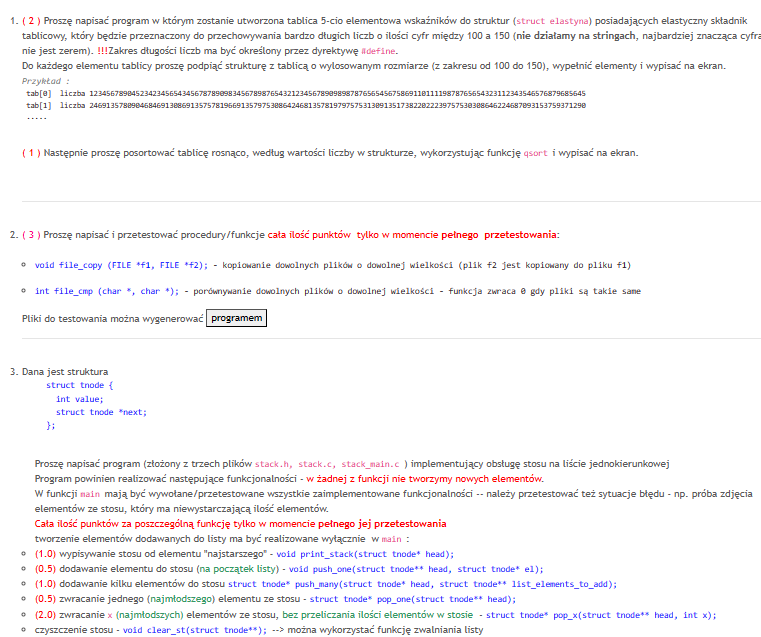 1. ( 2 ) Proszę napisać program w którym zostanie utworzona tablica 5-cio elementowa wskaźników do struktur (struct elastyna) posiadających elastyczny składnik
tablicowy, który będzie przeznaczony do przechowywania bardzo długich liczb o ilości cyfr między 100 a 150 (nie działamy na stringach, najbardziej znacząca cyfra
nie jest zerem). !!!Zakres długości liczb ma być określony przez dyrektywę #define.
Do każdego elementu tablicy proszę podpiąć strukturę z tablicą o wylosowanym rozmiarze (z zakresu od 100 do 150), wypełnić elementy i wypisać na ekran.
Przykład :
tab[0] liczba
tab[1] liczba
.....
( 1 ) Następnie proszę posortować tablicę rosnąco, według wartości liczby w strukturze, wykorzystując funkcję qsort i wypisać na ekran.
2. ( 3 ) Proszę napisać i przetestować procedury/funkcje cała ilość punktów tylko w momencie pełnego przetestowania:
void file_copy (FILE *f1, FILE *f2); - kopiowanie dowolnych plików o dowolnej wielkości (plik f2 jest kopiowany do pliku f1)
int file_cmp (char *, char *); - porównywanie dowolnych plików o dowolnej wielkości - funkcja zwraca 0 gdy pliki są takie same
Pliki do testowania można wygenerować programem
3. Dana jest struktura
struct tnode {
int value;
struct tnode *next;
};
Proszę napisać program (złożony z trzech plików stack.h, stack.c, stack_main.c ) implementujący obsługę stosu na liście jednokierunkowej
Program powinien realizować następujące funkcjonalności - w żadnej z funkcji nie tworzymy nowych elementów.
W funkcji main mają być wywołane/przetestowane wszystkie zaimplementowane funkcjonalności -- należy przetestować też sytuacje błędu - np. próba zdjęcia
elementów ze stosu, który ma niewystarczającą ilość elementów.
Cała ilość punktów za poszczególną funkcję tylko w momencie pełnego jej przetestowania
tworzenie elementów dodawanych do listy ma być realizowane wyłącznie w main :
(1.0) wypisywanie stosu od elementu "najstarszego" - void print_stack(struct tnode* head);
(0.5) dodawanie elementu do stosu (na początek listy) - void push_one(struct tnode** head, struct tnode* el);
(1.0) dodawanie kilku elementów do stosu struct tnode* push_many(struct tnode* head, struct tnode** list_elements_to_add);
(0.5) zwracanie jednego (najmłodszego) elementu ze stosu - struct tnode* pop_one(struct tnode** head);
(2.0) zwracanie x (najmłodszych) elementów ze stosu, bez przeliczania ilości elementów w stosie - struct tnode* pop_x(struct tnode** head, int x);
czyszczenie stosu - void clear_st(struct tnode**); --> można wykorzystać funkcję zwalniania listy